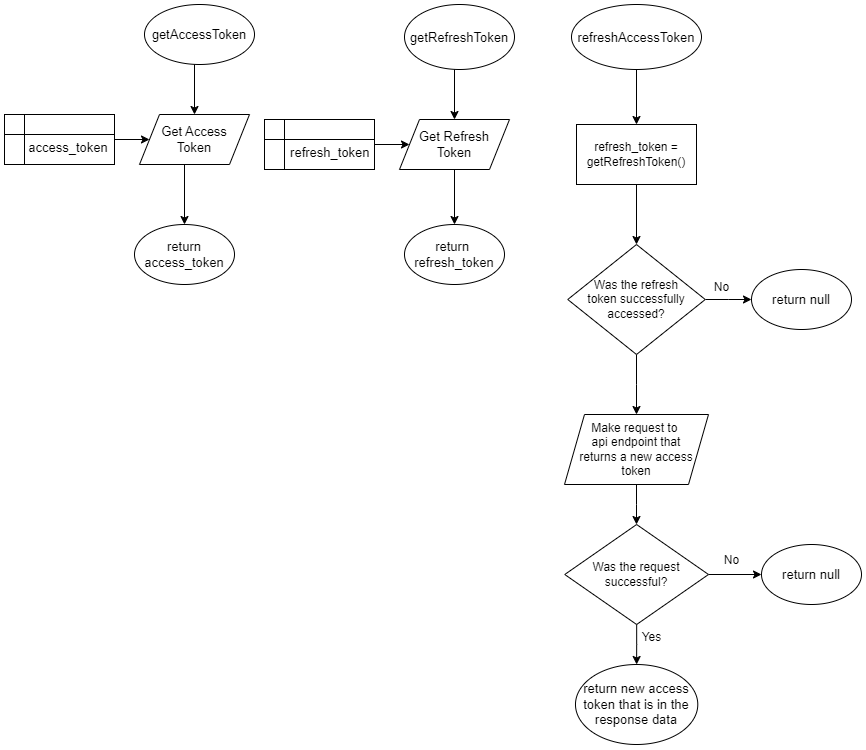 getAccessToken
access_token
Get Access
Token
return
access_token
getRefreshToken
refresh_token
Get Refresh
Token
return
refresh_token
refreshAccessToken
refresh_token =
getRefreshToken()
Was the refresh
token successfully
accessed?
No
return null
Make request to
api endpoint that
returns a new access
token
Was the request
successful?
No
return null
Yes
return new access
token that is in the
response data